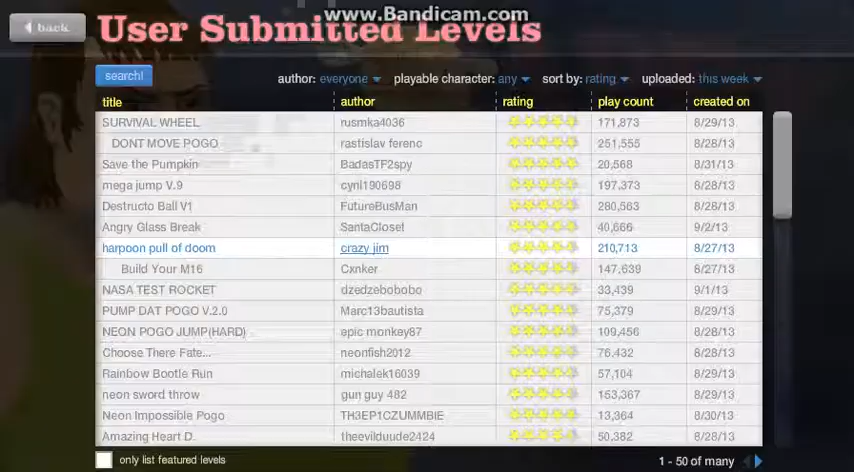 www.Bandicam.com
back
User Submitted Levels
search!
author: everyone playable character: any sort by: rating uploaded: this week
title author rating play count created on
SURVIVAL WHEEL rusmka4036 171,873 8/29/13
DONT MOVE POGO rastislav ferenc 251,555 8/28/13
Save the Pumpkin BadasTF2spy 20,568 8/31/13
mega jump V.9 cyni190698 197,373 8/28/13
Destructo Ball V1 FutureBusMan 280,563 8/28/13
Angry Glass Break SantaCloset 40,666 9/2/13
harpoon pull of doom crazy jim 210,713 8/27/13
Build Your M16 Cxnker 147,639 8/27/13
NASA TEST ROCKET dzedzebobobo 33,439 9/1/13
PUMP DAT POGO V.2.0 Marc13bautista 75,379 8/29/13
NEON POGO JUMP(HARD) epic monkey87 109,456 8/28/13
Choose There Fate... neonfish2012 76,432 8/28/13
Rainbow Bootle Run michalek16039 57,104 8/29/13
neon sword throw gun guy 482 153,367 8/29/13
Neon Impossible Pogo TH3EP1CZUMMBIE 13,364 8/30/13
Amazing Heart D. theevilduude2424 50,382 8/28/13
only list featured levels 1 - 50 of many